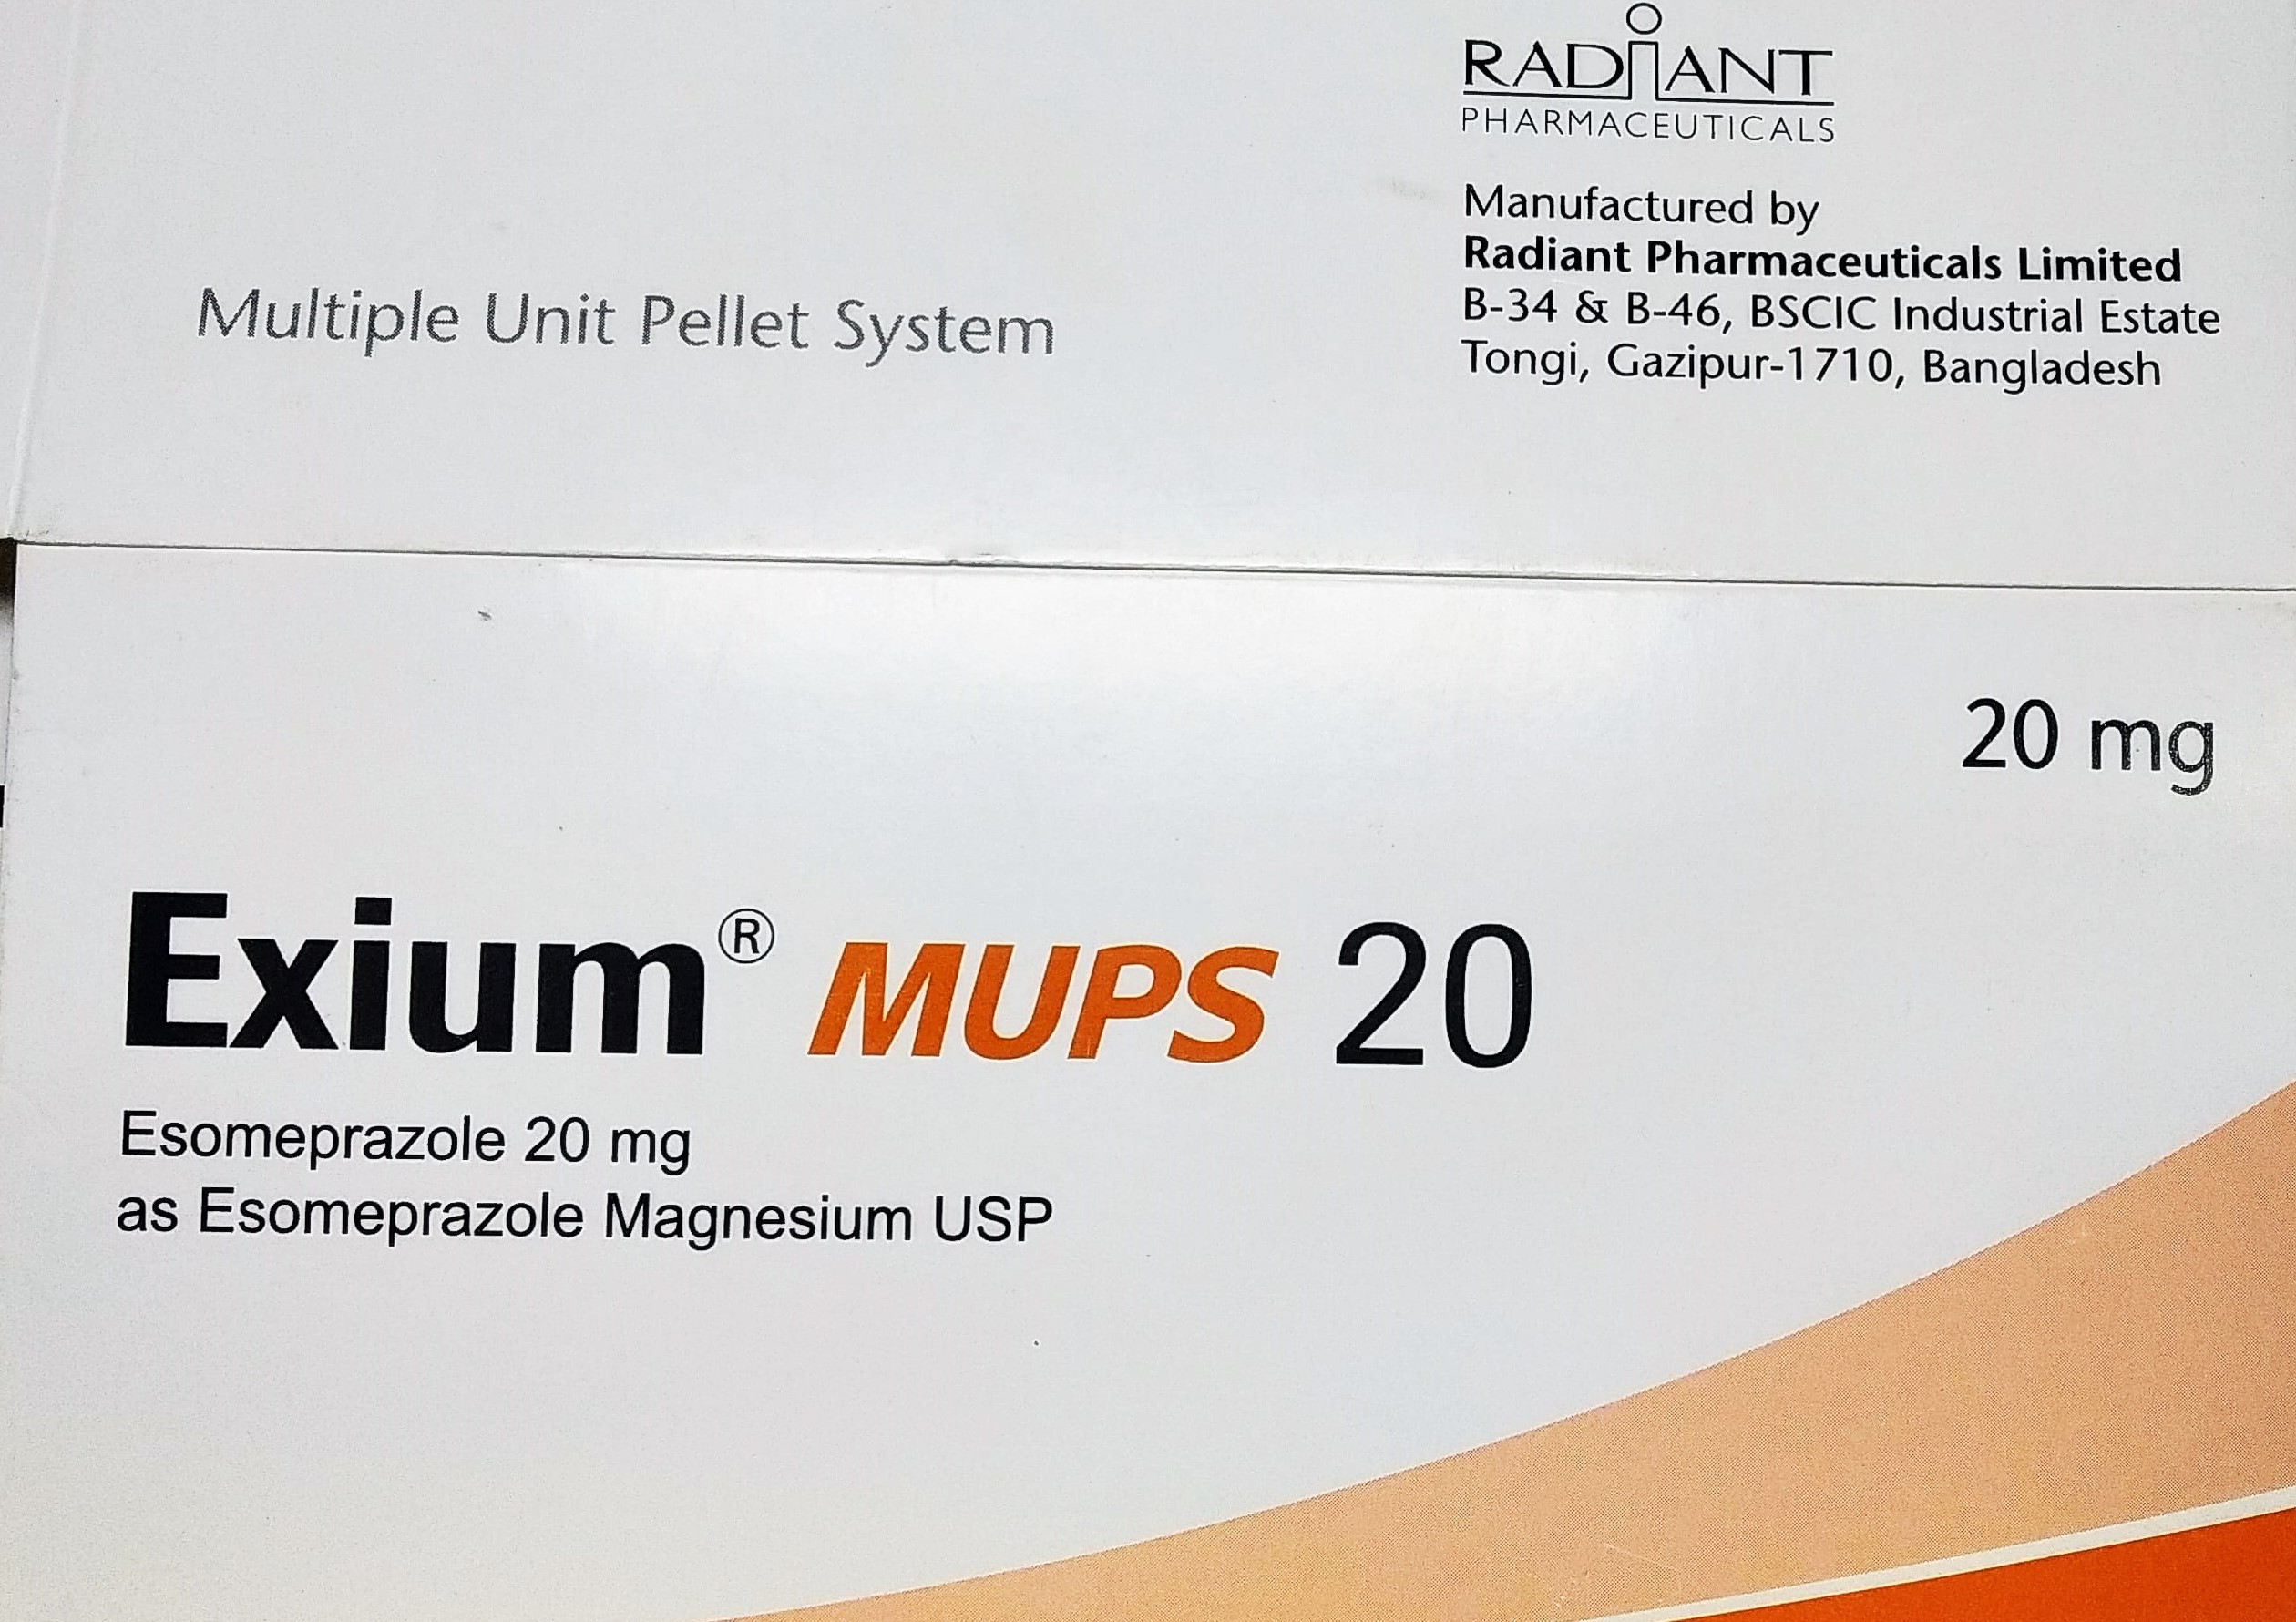 RADiANT
PHARMACEUTICALS
Manufactured by
Radiant Pharmaceuticals Limited
B-34 & B-46, BSCIC Industrial Estate
Tongi, Gazipur-1710, Bangladesh
Multiple Unit Pellet System
20 mg
Exium® MUPS 20
Esomeprazole 20 mg
as Esomeprazole Magnesium USP